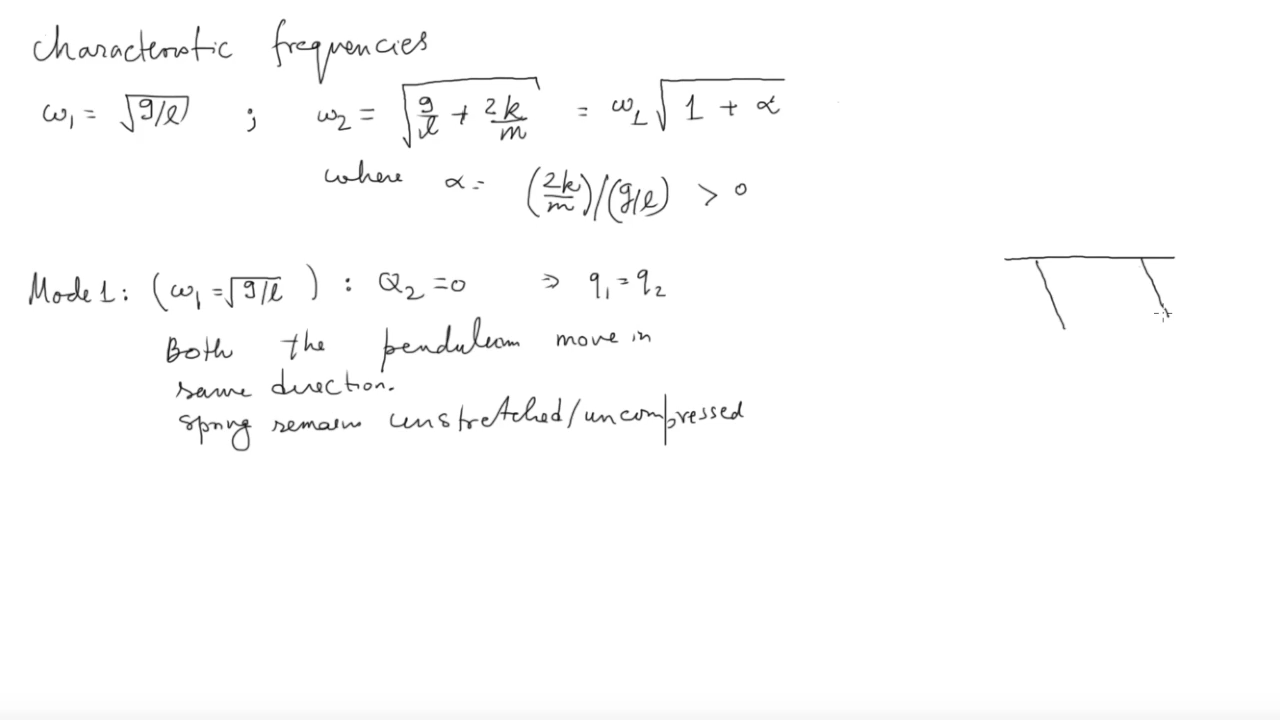 Characteristic frequencies
ω₁ = √g/l ; ω₂ = √(g/l + 2k/m) = ω₁ √(1 + α)
where α = (2k/m)/(g/l) > 0
Mode 1: (ω₁ = √g/l) : Q₂ = 0 ⇒ q₁ = q₂
Both the pendulum move in
same direction.
Spring remains unstretched/uncompressed